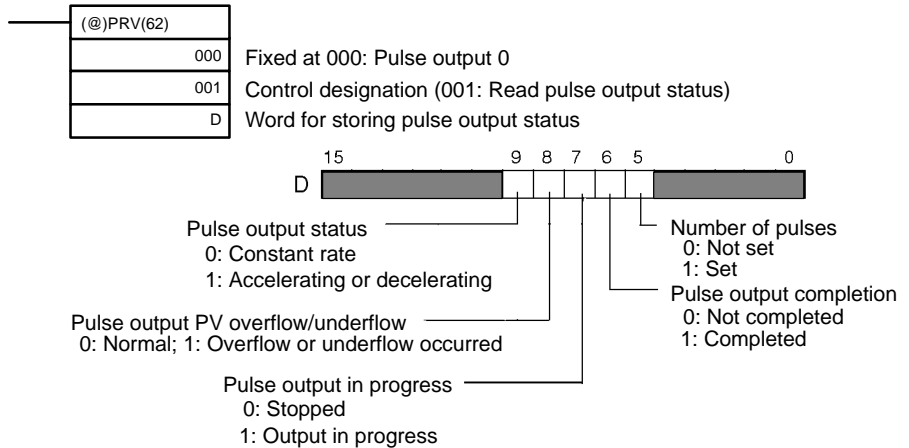 (@)PRV(62)
000 Fixed at 000: Pulse output 0
001 Control designation (001: Read pulse output status)
D Word for storing pulse output status
15 9 8 7 6 5 0
D
Pulse output status
0: Constant rate
1: Accelerating or decelerating
Number of pulses
0: Not set
1: Set
Pulse output completion
0: Not completed
1: Completed
Pulse output PV overflow/underflow
0: Normal; 1: Overflow or underflow occurred
Pulse output in progress
0: Stopped
1: Output in progress